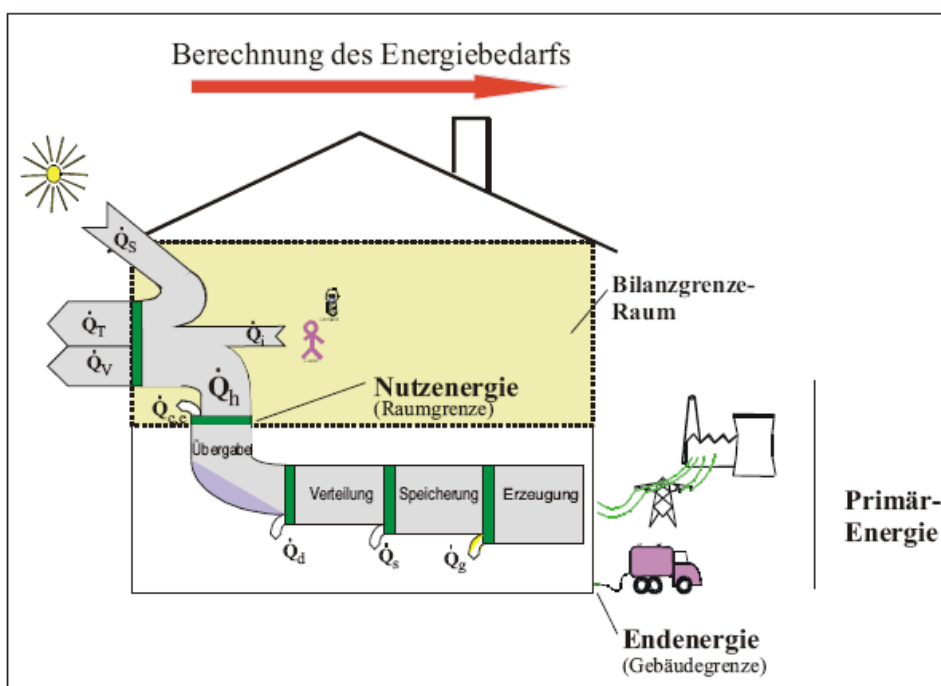 Berechnung des Energiebedarfs
Q̇S
Bilanzgrenze-
Raum
Q̇T
Q̇i
Q̇V
Q̇h
Nutzenergie
(Raumgrenze)
Q̇c,e
Übergabe
Verteilung
Speicherung
Erzeugung
Primär-
Energie
Q̇d
Q̇s
Q̇g
Endenergie
(Gebäudegrenze)